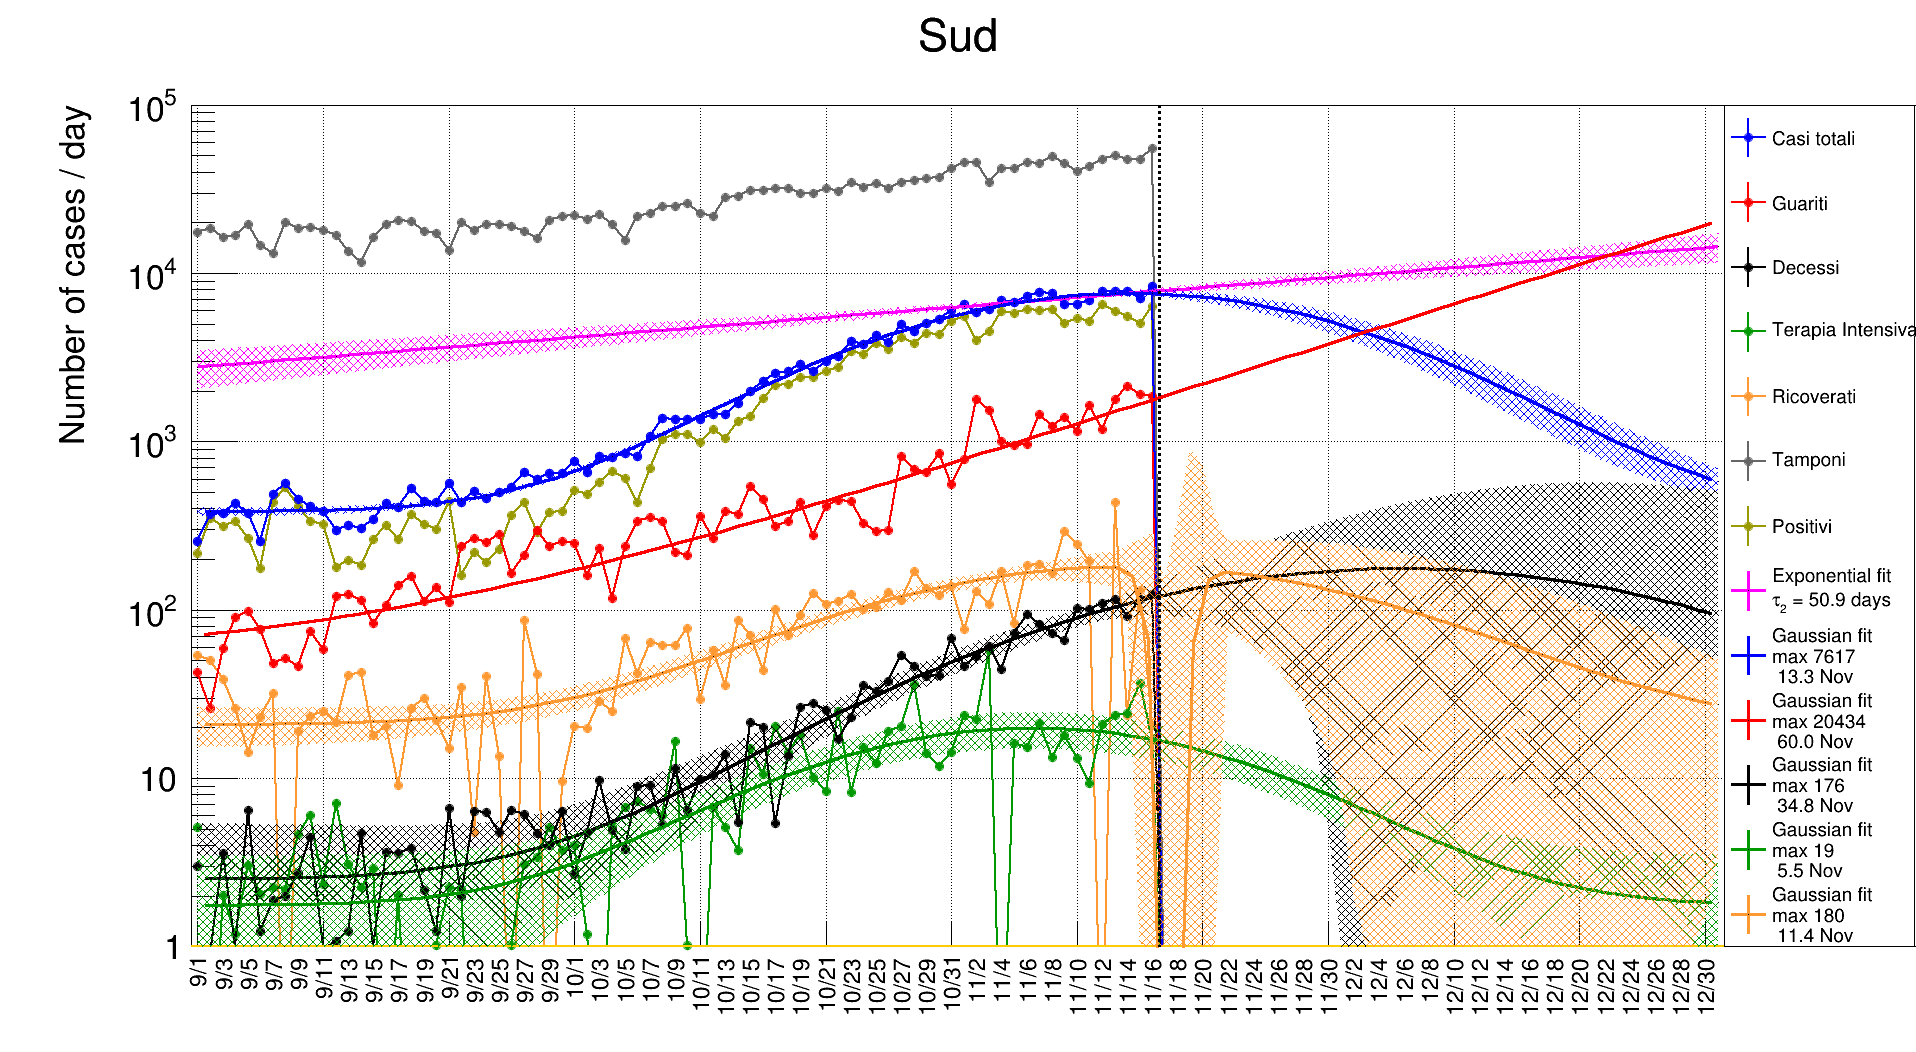 Sud
Number of cases / day
10^5
10^4
10^3
10^2
10
1
9/1 9/3 9/5 9/7 9/9 9/11 9/13 9/15 9/17 9/19 9/21 9/23 9/25 9/27 9/29 10/1 10/3 10/5 10/7 10/9 10/11 10/13 10/15 10/17 10/19 10/21 10/23 10/25 10/27 10/29 10/31 11/2 11/4 11/6 11/8 11/10 11/12 11/14 11/16 11/18 11/20 11/22 11/24 11/26 11/28 11/30 12/2 12/4 12/6 12/8 12/10 12/12 12/14 12/16 12/18 12/20 12/22 12/24 12/26 12/28 12/30
Casi totali
Guariti
Decessi
Terapia Intensiva
Ricoverati
Tamponi
Positivi
Exponential fit
τ₂ = 50.9 days
Gaussian fit
max 7617
13.3 Nov
Gaussian fit
max 20434
60.0 Nov
Gaussian fit
max 176
34.8 Nov
Gaussian fit
max 19
5.5 Nov
Gaussian fit
max 180
11.4 Nov